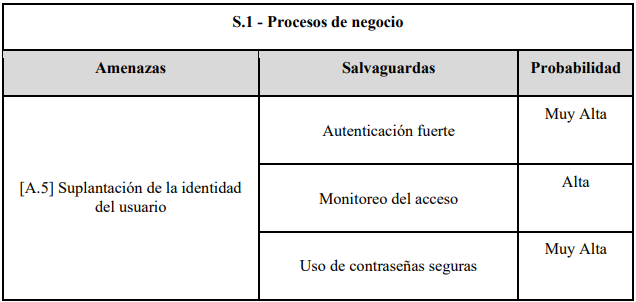 S.1 - Procesos de negocio
Amenazas
Salvaguardas
Probabilidad
[A.5] Suplantación de la identidad
del usuario
Autenticación fuerte
Muy Alta
Monitoreo del acceso
Alta
Uso de contraseñas seguras
Muy Alta